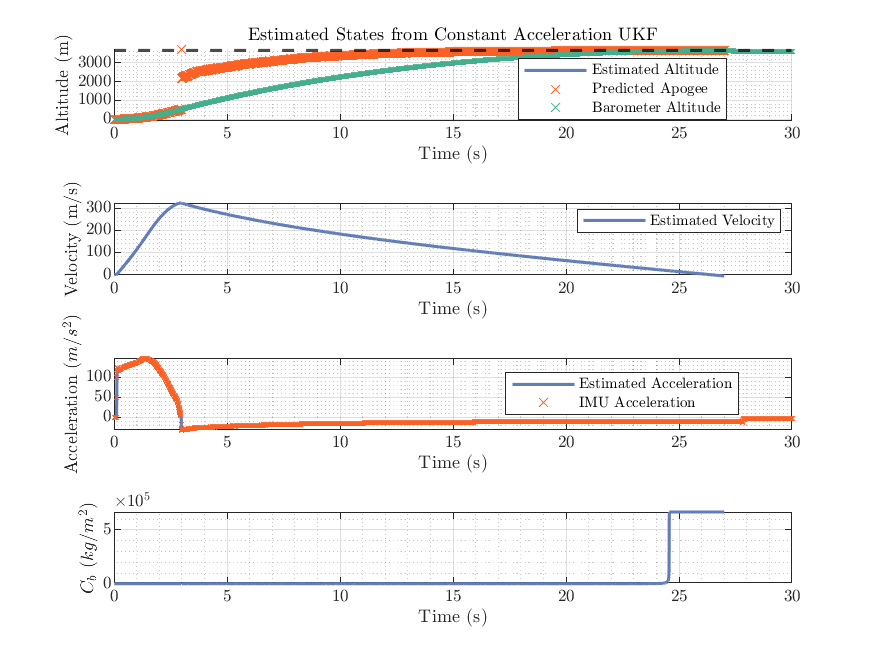 Estimated States from Constant Acceleration UKF
Altitude (m)
3000
2000
1000
0
Estimated Altitude
Predicted Apogee
Barometer Altitude
0 5 10 15 20 25 30
Time (s)
Velocity (m/s)
300
200
100
0
Estimated Velocity
0 5 10 15 20 25 30
Time (s)
Acceleration (m/s²)
100
50
0
Estimated Acceleration
IMU Acceleration
0 5 10 15 20 25 30
Time (s)
×10⁵
C_b (kg/m²)
5
0
0 5 10 15 20 25 30
Time (s)